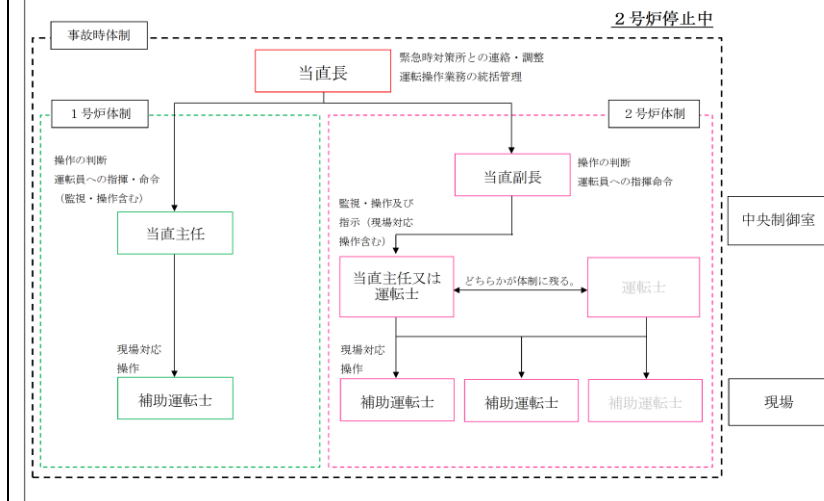 ２号炉停止中
事故時体制
当直長
緊急時対策所との連絡・調整
運転操作業務の統括管理
１号炉体制
２号炉体制
操作の判断
運転員への指揮・命令
（監視・操作含む）
当直主任
当直副長
操作の判断
運転員への指揮命令
監視・操作及び
指示（現場対応
操作含む）
中央制御室
当直主任又は
運転士
どちらかが体制に残る。
運転士
現場対応
操作
補助運転士
現場対応
操作
補助運転士
補助運転士
補助運転士
現場